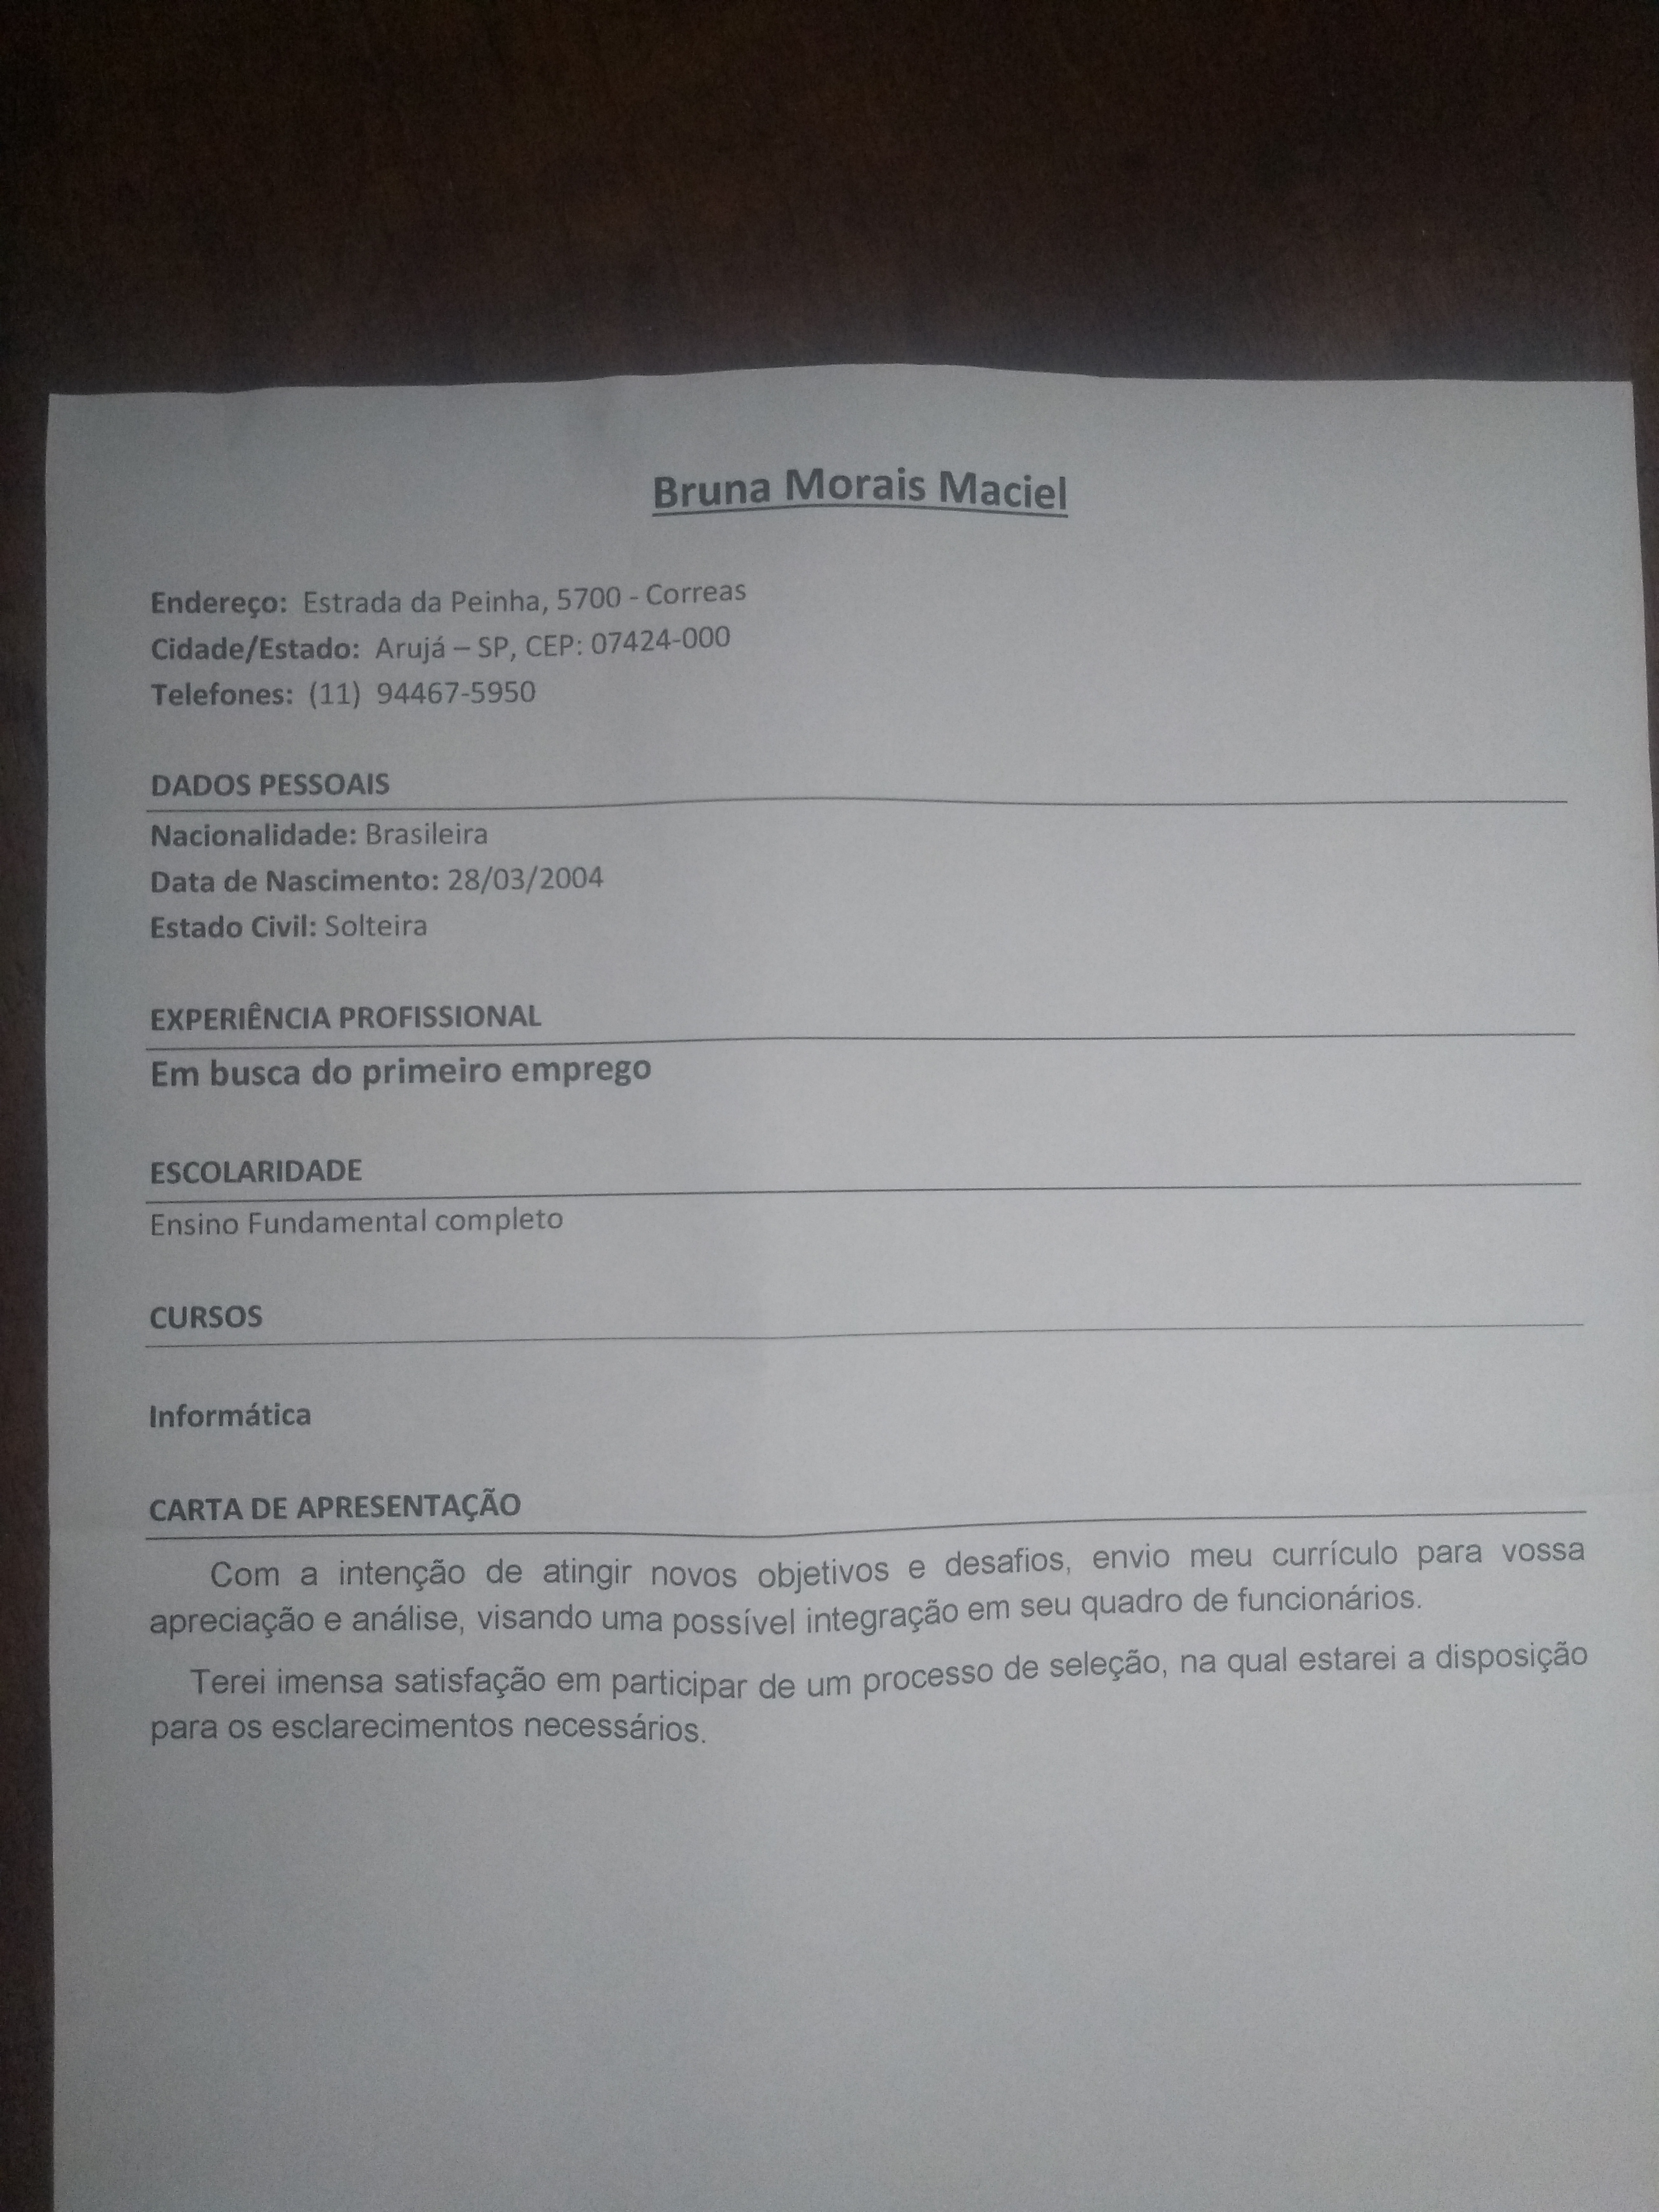 Bruna Morais Maciel
Endereço: Estrada da Peinha, 5700 - Correas
Cidade/Estado: Arujá – SP, CEP: 07424-000
Telefones: (11) 94467-5950
DADOS PESSOAIS
Nacionalidade: Brasileira
Data de Nascimento: 28/03/2004
Estado Civil: Solteira
EXPERIÊNCIA PROFISSIONAL
Em busca do primeiro emprego
ESCOLARIDADE
Ensino Fundamental completo
CURSOS
Informática
CARTA DE APRESENTAÇÃO
Com a intenção de atingir novos objetivos e desafios, envio meu currículo para vossa
apreciação e análise, visando uma possível integração em seu quadro de funcionários.
Terei imensa satisfação em participar de um processo de seleção, na qual estarei a disposição
para os esclarecimentos necessários.